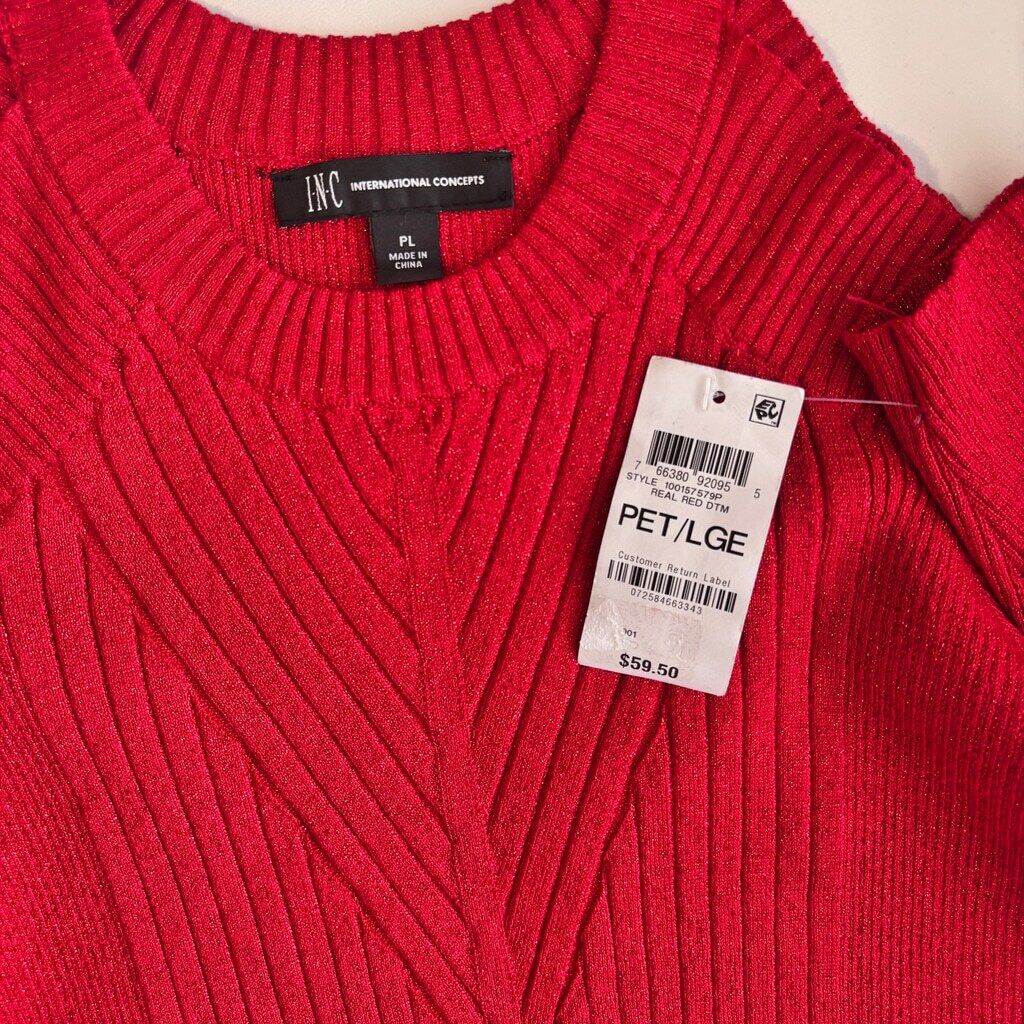 I·N·C INTERNATIONAL CONCEPTS
PL
MADE IN
CHINA
7 66380 92095 5
STYLE 100157579P
REAL RED DTM
PET/LGE
Customer Return Label
072584663343
001
$59.50